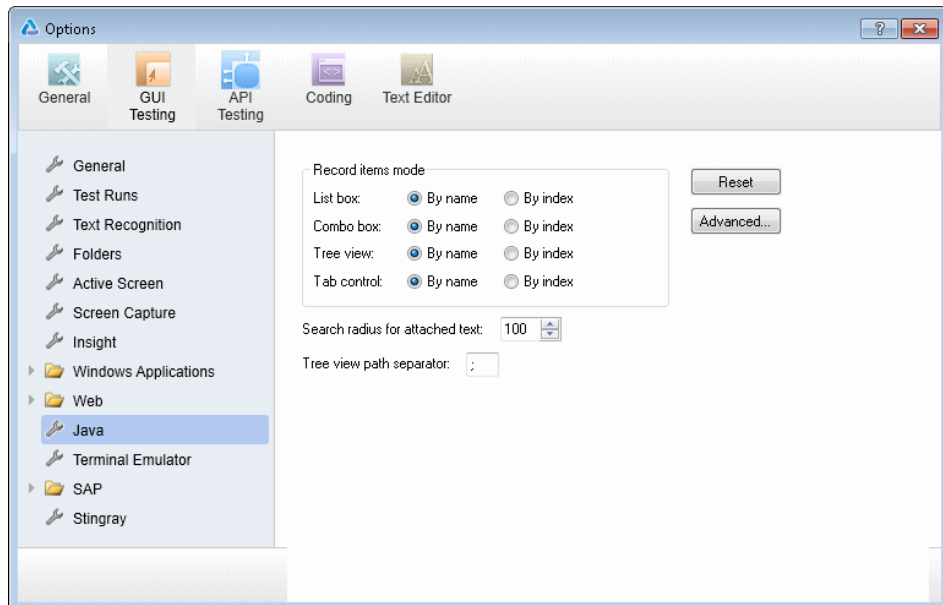 Options
?
General
GUI
Testing
API
Testing
Coding
Text Editor
General
Test Runs
Text Recognition
Folders
Active Screen
Screen Capture
Insight
Windows Applications
Web
Java
Terminal Emulator
SAP
Stingray
Record items mode
List box: By name By index
Combo box: By name By index
Tree view: By name By index
Tab control: By name By index
Search radius for attached text: 100
Tree view path separator: ;
Reset
Advanced...